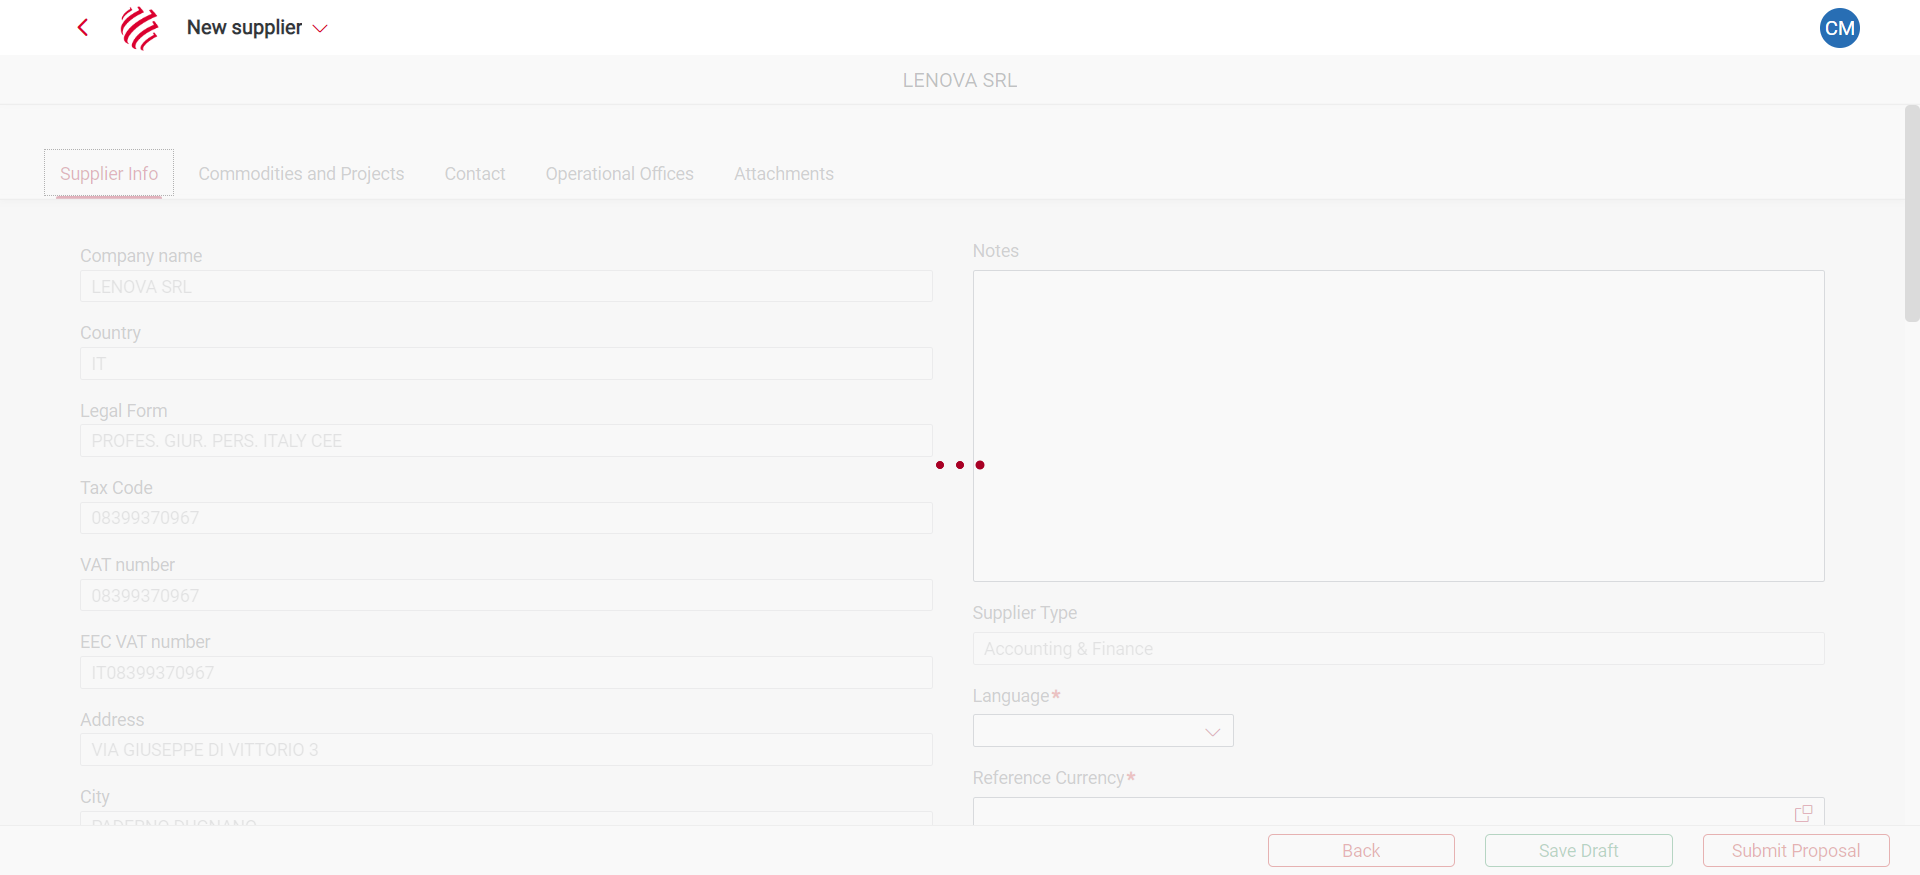 New supplier
CM
LENOVA SRL
Supplier Info
Commodities and Projects
Contact
Operational Offices
Attachments
Company name
LENOVA SRL
Country
IT
Legal Form
PROFES. GIUR. PERS. ITALY CEE
Tax Code
08399370967
VAT number
08399370967
EEC VAT number
IT08399370967
Address
VIA GIUSEPPE DI VITTORIO 3
City
PADERNO DUGNANO
Notes
Supplier Type
Accounting & Finance
Language*
Reference Currency*
Back
Save Draft
Submit Proposal